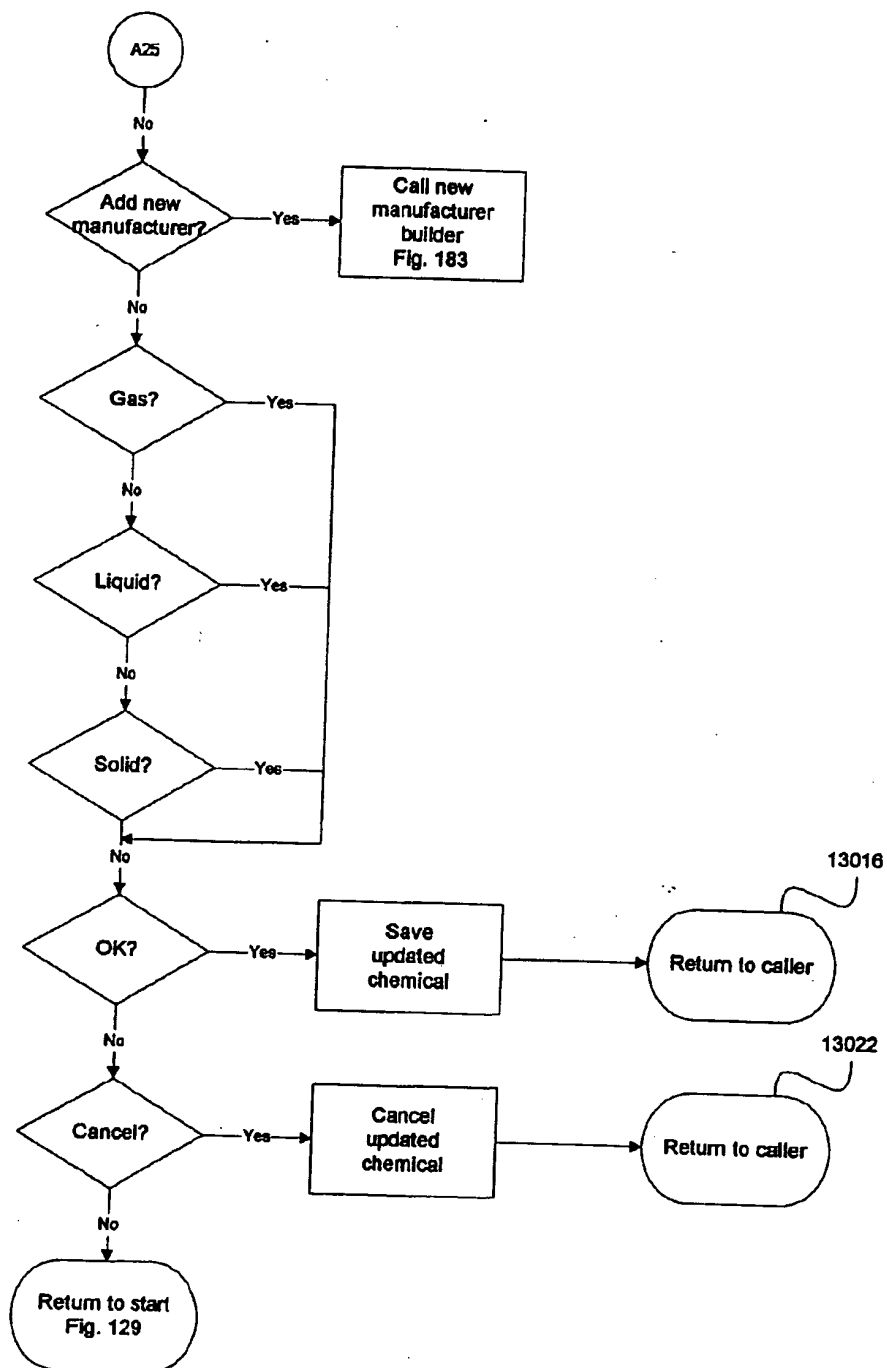 A25
No
Add new
manufacturer?
Yes
Call new
manufacturer
builder
Fig. 183
No
Gas?
Yes
No
Liquid?
Yes
No
Solid?
Yes
No
13016
OK?
Yes
Save
updated
chemical
Return to caller
No
13022
Cancel?
Yes
Cancel
updated
chemical
Return to caller
No
Return to start
Fig. 129